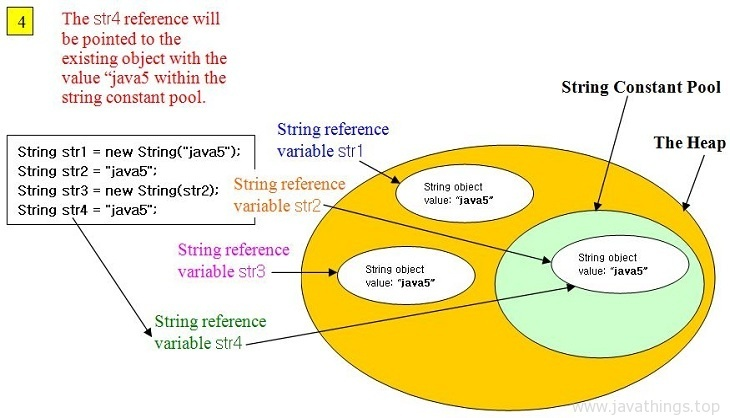 4
The str4 reference will
be pointed to the
existing object with the
value “java5 within the
string constant pool.
String Constant Pool
The Heap
String str1 = new String("java5");
String str2 = "java5";
String str3 = new String(str2);
String str4 = "java5";
String reference
variable str1
String reference
variable str2
String reference
variable str3
String reference
variable str4
String object
value: “java5”
String object
value: “java5”
String object
value: “java5”
www.javathings.top